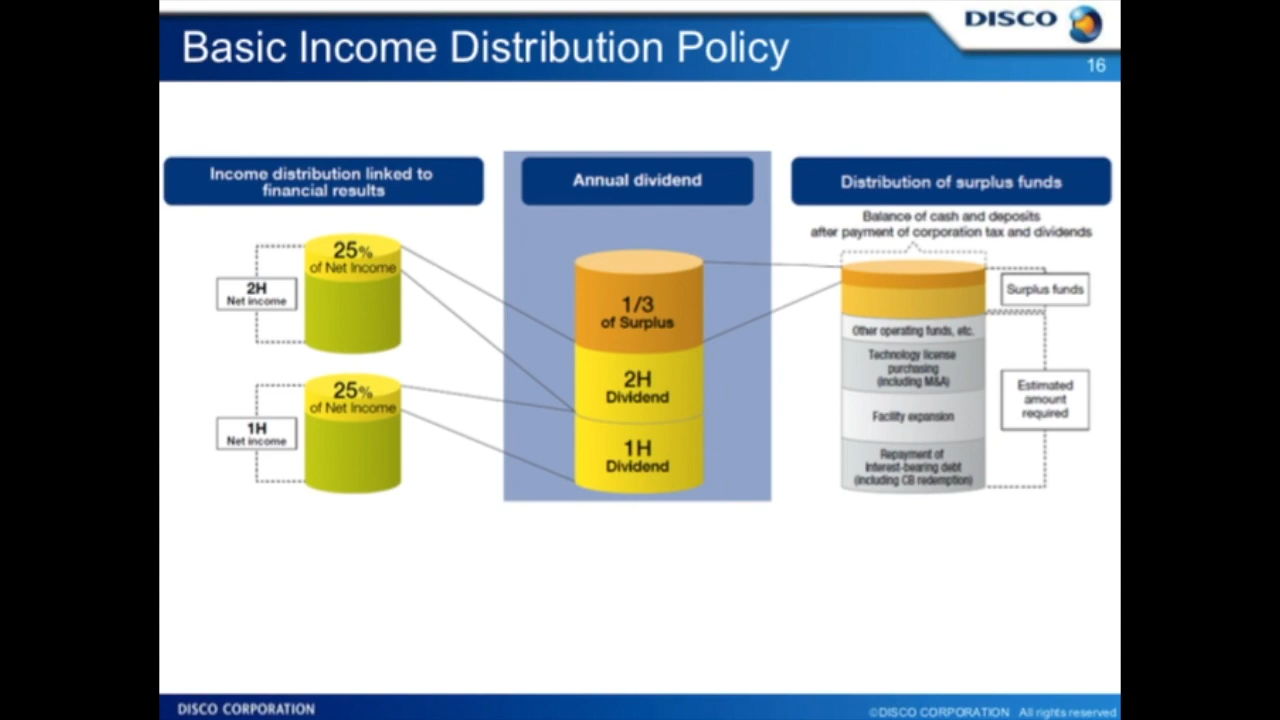 DISCO
Basic Income Distribution Policy
16
Income distribution linked to
financial results
25%
of Net Income
2H
Net income
25%
of Net Income
1H
Net income
Annual dividend
1/3
of Surplus
2H
Dividend
1H
Dividend
Distribution of surplus funds
Balance of cash and deposits
after payment of corporation tax and dividends
Surplus funds
Other operating funds, etc.
Technology license
purchasing
(including M&A)
Facility expansion
Repayment of
interest-bearing debt
(including CB redemption)
Estimated
amount
required
DISCO CORPORATION
©DISCO CORPORATION All rights reserved